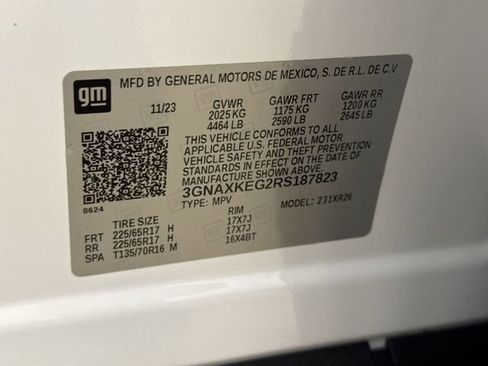 gm MFD BY GENERAL MOTORS DE MEXICO, S. DE R.L. DE C.V.
11/23 GVWR GAWR FRT GAWR RR
2025 KG 1175 KG 1200 KG
4464 LB 2590 LB 2645 LB
THIS VEHICLE CONFORMS TO ALL
APPLICABLE U.S. FEDERAL MOTOR
VEHICLE SAFETY AND THEFT PREVENTION
STANDARDS IN EFFECT ON THE DATE OF
MANUFACTURE SHOWN ABOVE.
3GNAXKEG2RS187823
8624 TYPE: MPV MODEL: 231XR26
TIRE SIZE RIM
FRT 225/65R17 H 17X7J
RR 225/65R17 H 17X7J
SPA T135/70R16 M 16X4BT